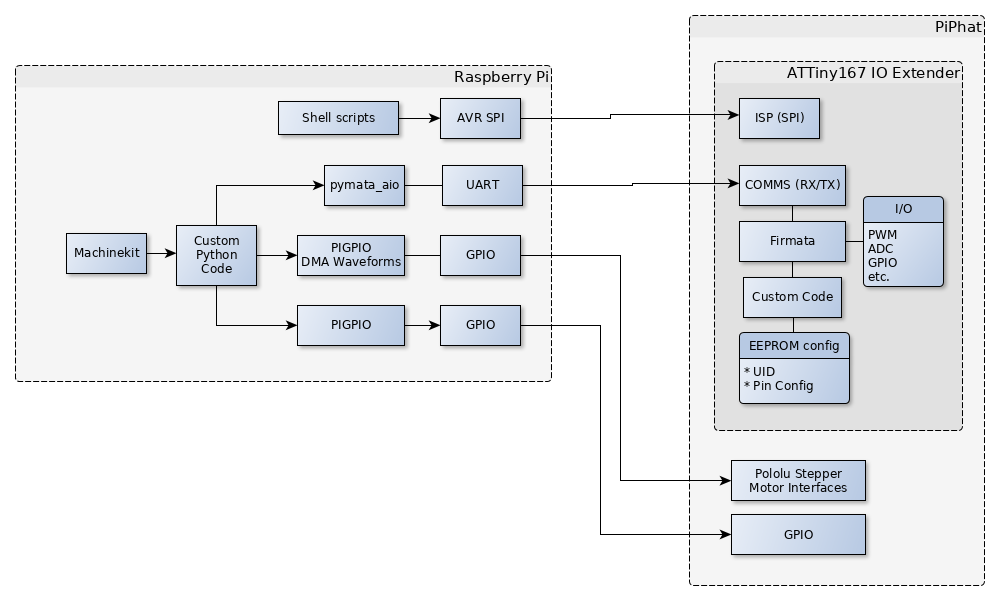 PiPhat
Raspberry Pi
ATTiny167 IO Extender
Shell scripts
AVR SPI
ISP (SPI)
pymata_aio
UART
COMMS (RX/TX)
I/O
PWM
ADC
GPIO
etc.
Machinekit
Custom
Python
Code
PIGPIO
DMA Waveforms
GPIO
Firmata
Custom Code
PIGPIO
GPIO
EEPROM config
* UID
* Pin Config
Pololu Stepper
Motor Interfaces
GPIO